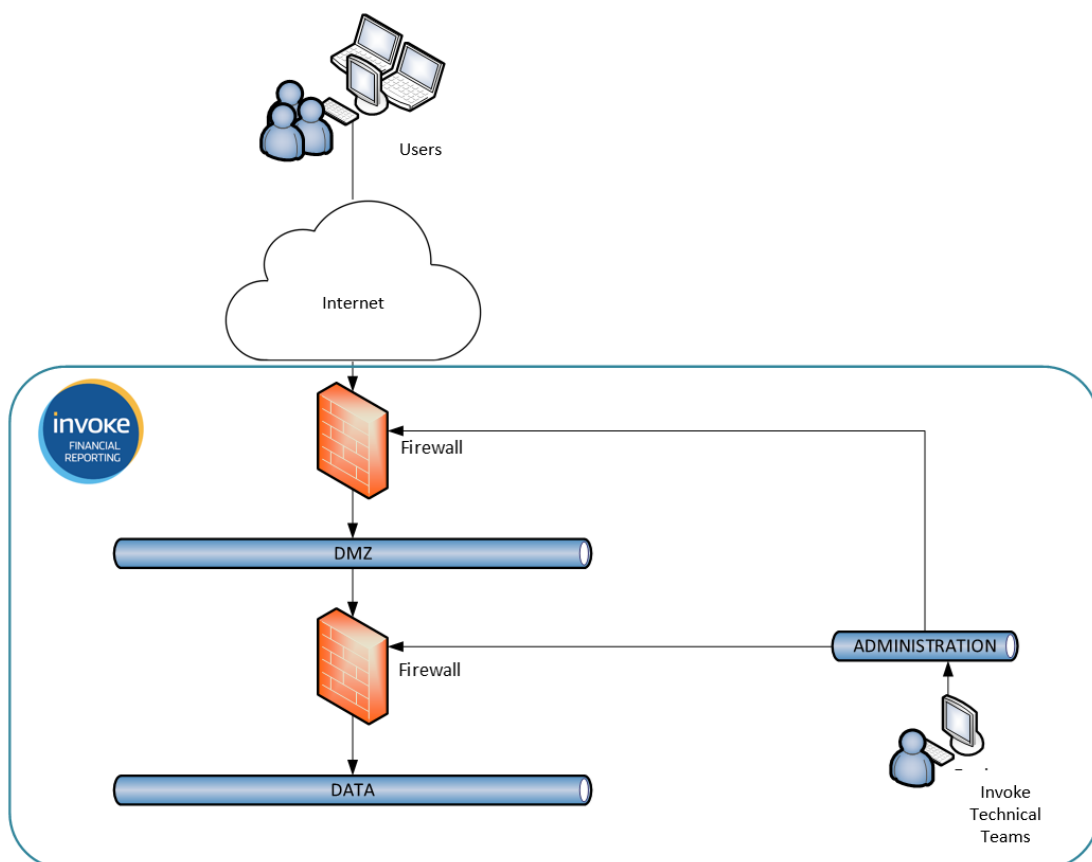 Users
Internet
invoke
FINANCIAL
REPORTING
Firewall
DMZ
ADMINISTRATION
Firewall
DATA
Invoke
Technical
Teams